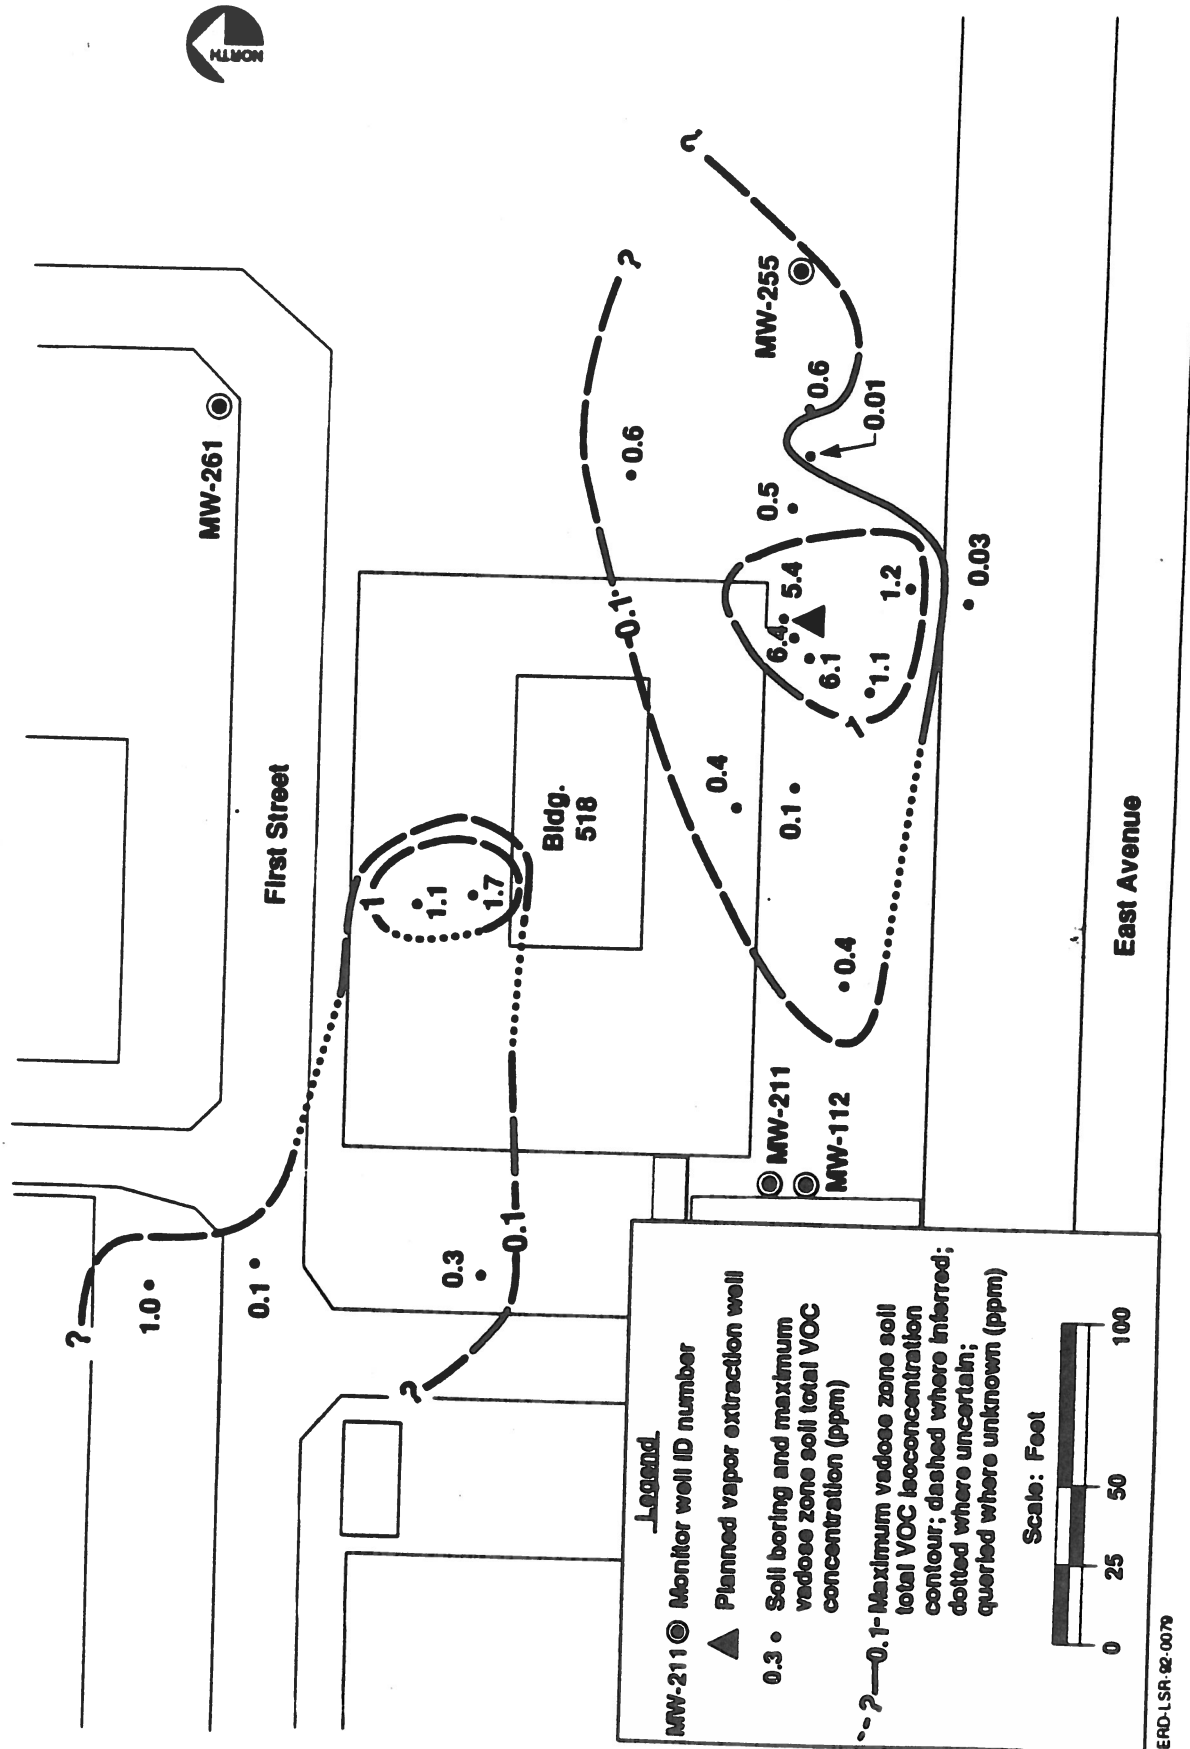 NORTH
MW-261
First Street
MW-255
0.6
0.6
0.01
0.5
0.1
5.4
6.4
6.1
1.2
1.1
1
0.03
0.4
0.1
0.4
Bldg.
518
1
1.1
1.7
East Avenue
MW-211
MW-112
0.1
0.3
1.0
0.1
?
?
?
?
Legend
MW-211 Monitor well ID number
Planned vapor extraction well
0.3 • Soil boring and maximum
vadose zone soil total VOC
concentration (ppm)
--?—0.1- Maximum vadose zone soil
total VOC isoconcentration
contour; dashed where inferred;
dotted where uncertain;
queried where unknown (ppm)
Scale: Feet
0 25 50 100
ERD-LSR-92-0079